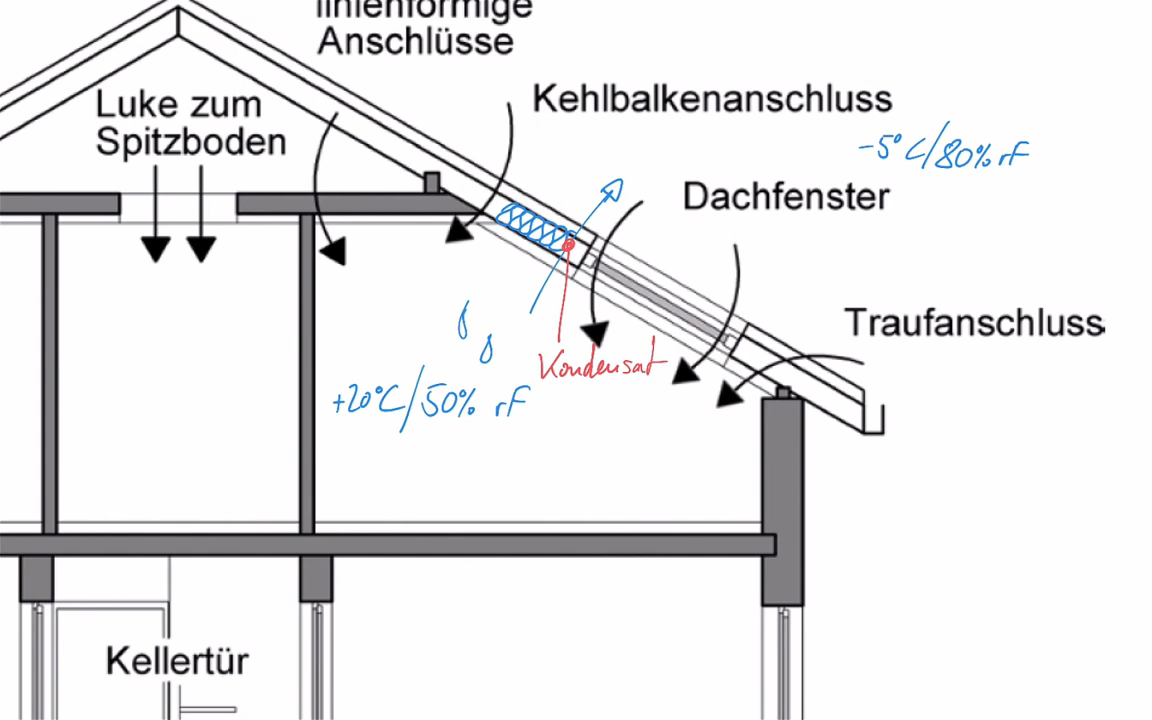 linienförmige
Anschlüsse
Luke zum
Spitzboden
Kehlbalkenanschluss
-5°C/80% rF
Dachfenster
Traufanschluss
Kondensat
+20°C/50% rF
Kellertür